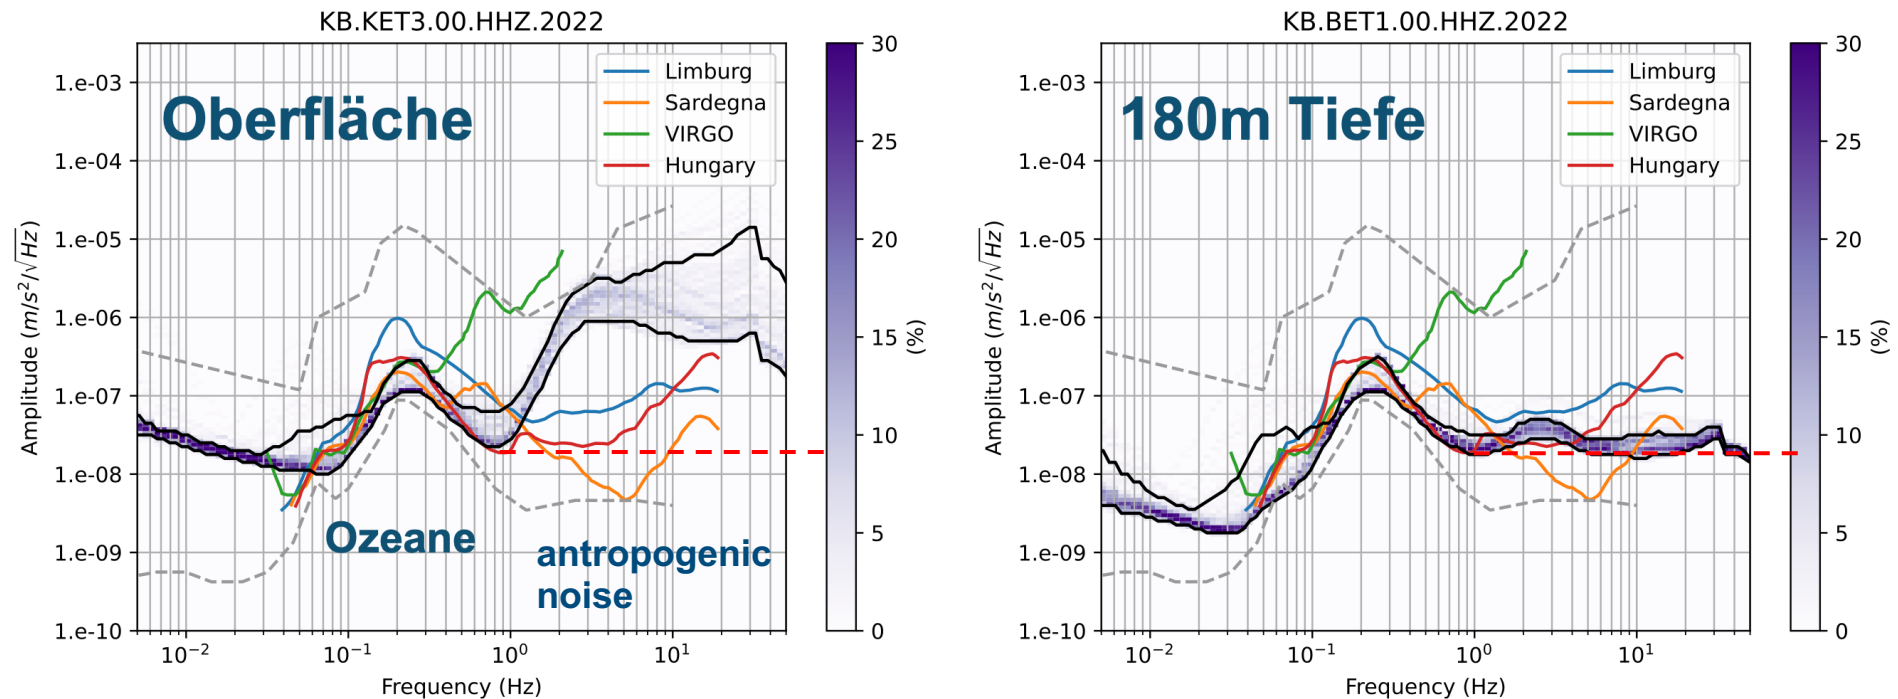 KB.KET3.00.HHZ.2022
1.e-03
1.e-04
1.e-05
1.e-06
1.e-07
1.e-08
1.e-09
1.e-10
Amplitude (m/s²/√Hz)
Oberfläche
Limburg
Sardegna
VIRGO
Hungary
Ozeane
antropogenic
noise
10⁻²
10⁻¹
10⁰
10¹
Frequency (Hz)
30
25
20
15
10
5
0
(%)
KB.BET1.00.HHZ.2022
1.e-03
1.e-04
1.e-05
1.e-06
1.e-07
1.e-08
1.e-09
1.e-10
Amplitude (m/s²/√Hz)
180m Tiefe
Limburg
Sardegna
VIRGO
Hungary
10⁻²
10⁻¹
10⁰
10¹
Frequency (Hz)
30
25
20
15
10
5
0
(%)